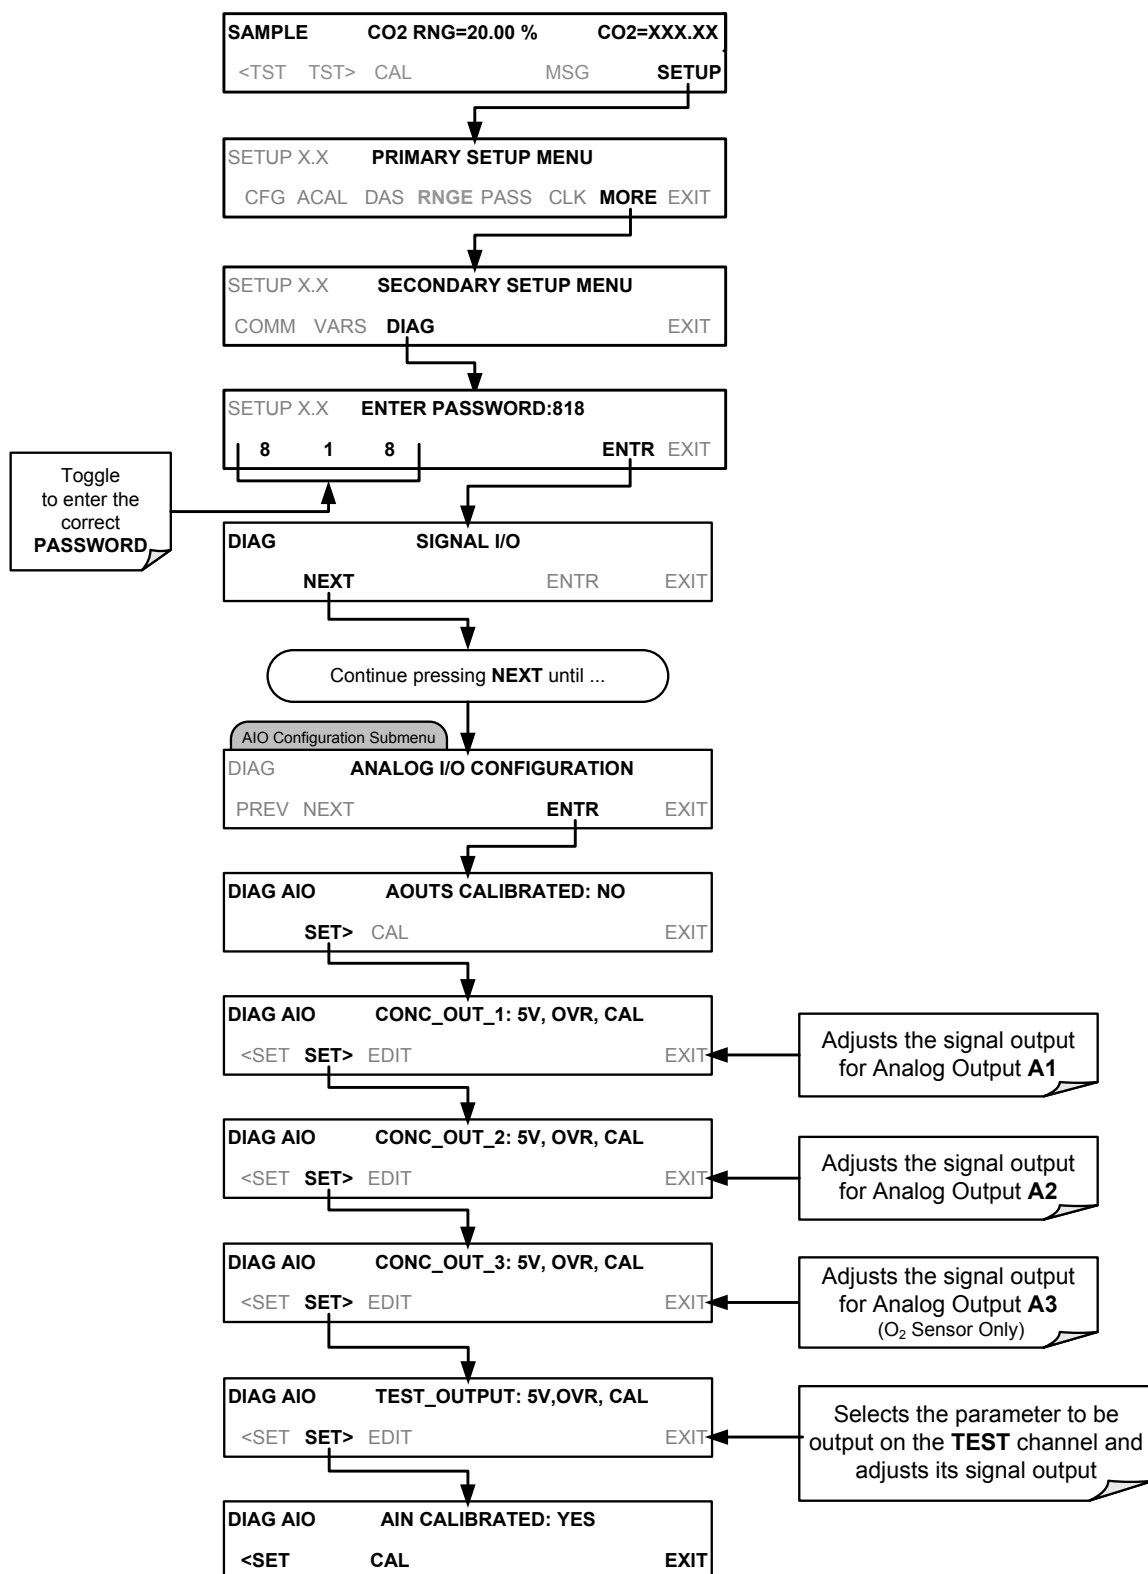 SAMPLE CO2 RNG=20.00 % CO2=XXX.XX
<TST TST> CAL MSG SETUP
SETUP X.X PRIMARY SETUP MENU
CFG ACAL DAS RNGE PASS CLK MORE EXIT
SETUP X.X SECONDARY SETUP MENU
COMM VARS DIAG EXIT
SETUP X.X ENTER PASSWORD:818
8 1 8 ENTR EXIT
Toggle
to enter the
correct
PASSWORD
DIAG SIGNAL I/O
NEXT ENTR EXIT
Continue pressing NEXT until ...
AIO Configuration Submenu
DIAG ANALOG I/O CONFIGURATION
PREV NEXT ENTR EXIT
DIAG AIO AOUTS CALIBRATED: NO
SET> CAL EXIT
DIAG AIO CONC_OUT_1: 5V, OVR, CAL
<SET SET> EDIT EXIT
Adjusts the signal output
for Analog Output A1
DIAG AIO CONC_OUT_2: 5V, OVR, CAL
<SET SET> EDIT EXIT
Adjusts the signal output
for Analog Output A2
DIAG AIO CONC_OUT_3: 5V, OVR, CAL
<SET SET> EDIT EXIT
Adjusts the signal output
for Analog Output A3
(O₂ Sensor Only)
DIAG AIO TEST_OUTPUT: 5V,OVR, CAL
<SET SET> EDIT EXIT
Selects the parameter to be
output on the TEST channel and
adjusts its signal output
DIAG AIO AIN CALIBRATED: YES
<SET CAL EXIT